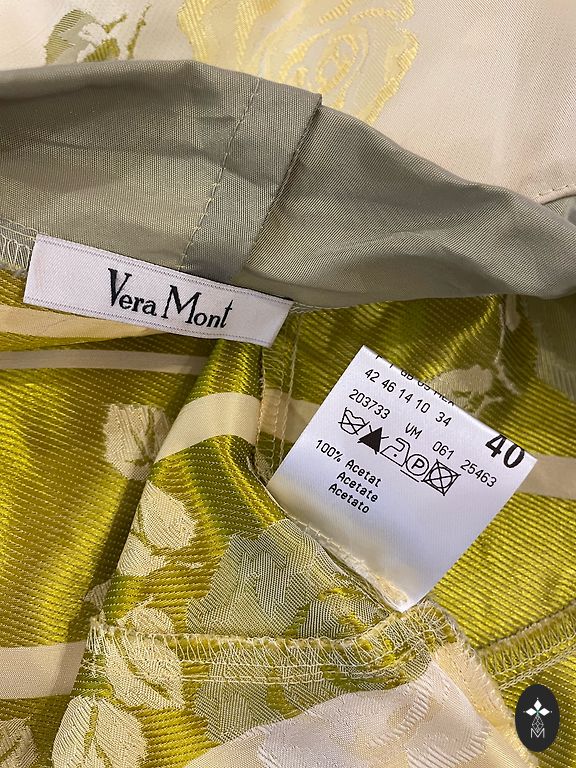 Vera Mont
40
42 46 14 10 34
203733 VM 061 25463
P
100% Acetat
Acetate
Acetato
M